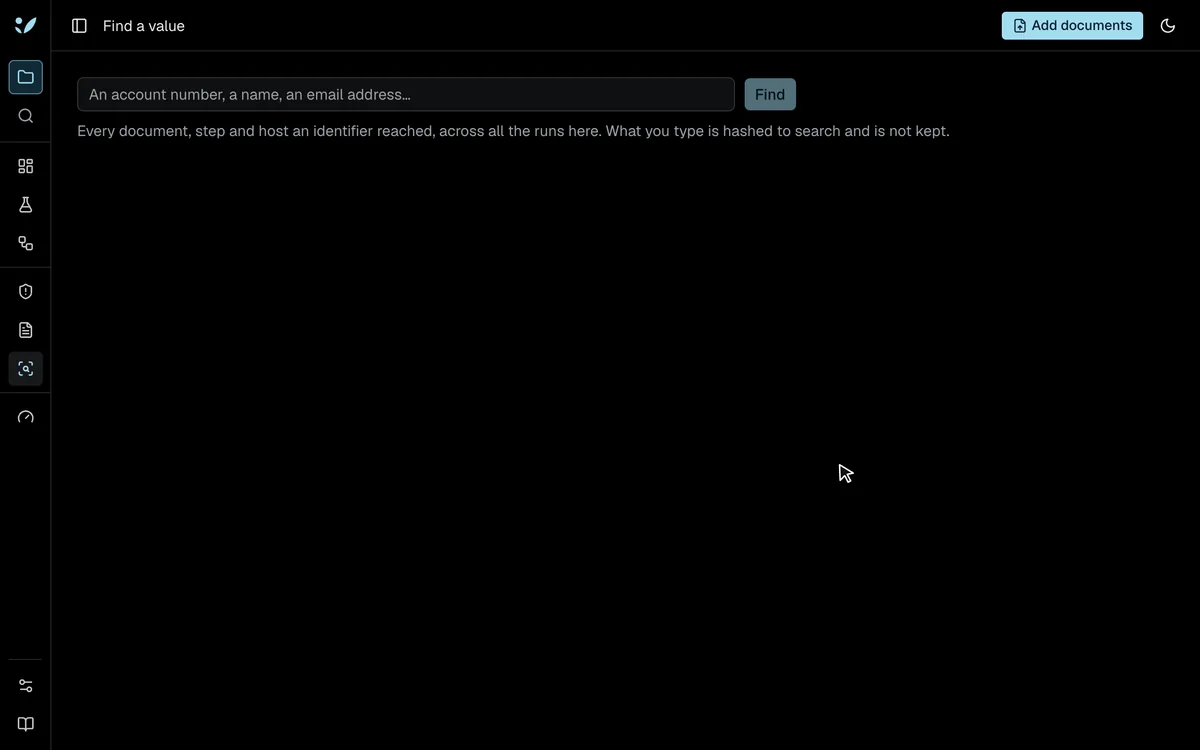 Find a value
Add documents
An account number, a name, an email address…
Find
Every document, step and host an identifier reached, across all the runs here. What you type is hashed to search and is not kept.